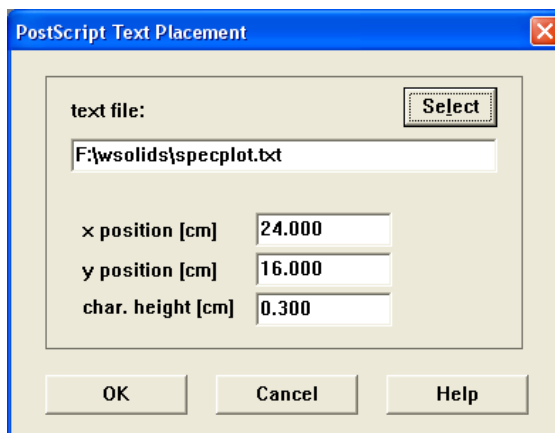 PostScript Text Placement
Select
text file:
F:\wsolids\specplot.txt
x position [cm] 24.000
y position [cm] 16.000
char. height [cm] 0.300
OK Cancel Help